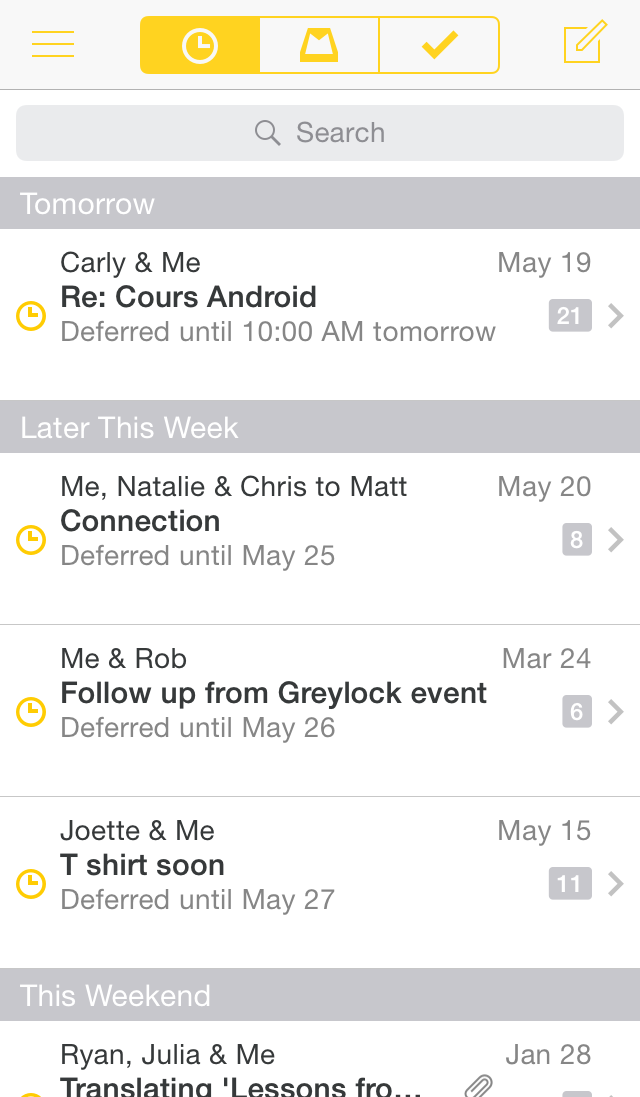 Search
Tomorrow
Carly & Me May 19
Re: Cours Android
21
Deferred until 10:00 AM tomorrow
Later This Week
Me, Natalie & Chris to Matt May 20
Connection
8
Deferred until May 25
Me & Rob Mar 24
Follow up from Greylock event
6
Deferred until May 26
Joette & Me May 15
T shirt soon
11
Deferred until May 27
This Weekend
Ryan, Julia & Me Jan 28
Translating 'Lessons fro...